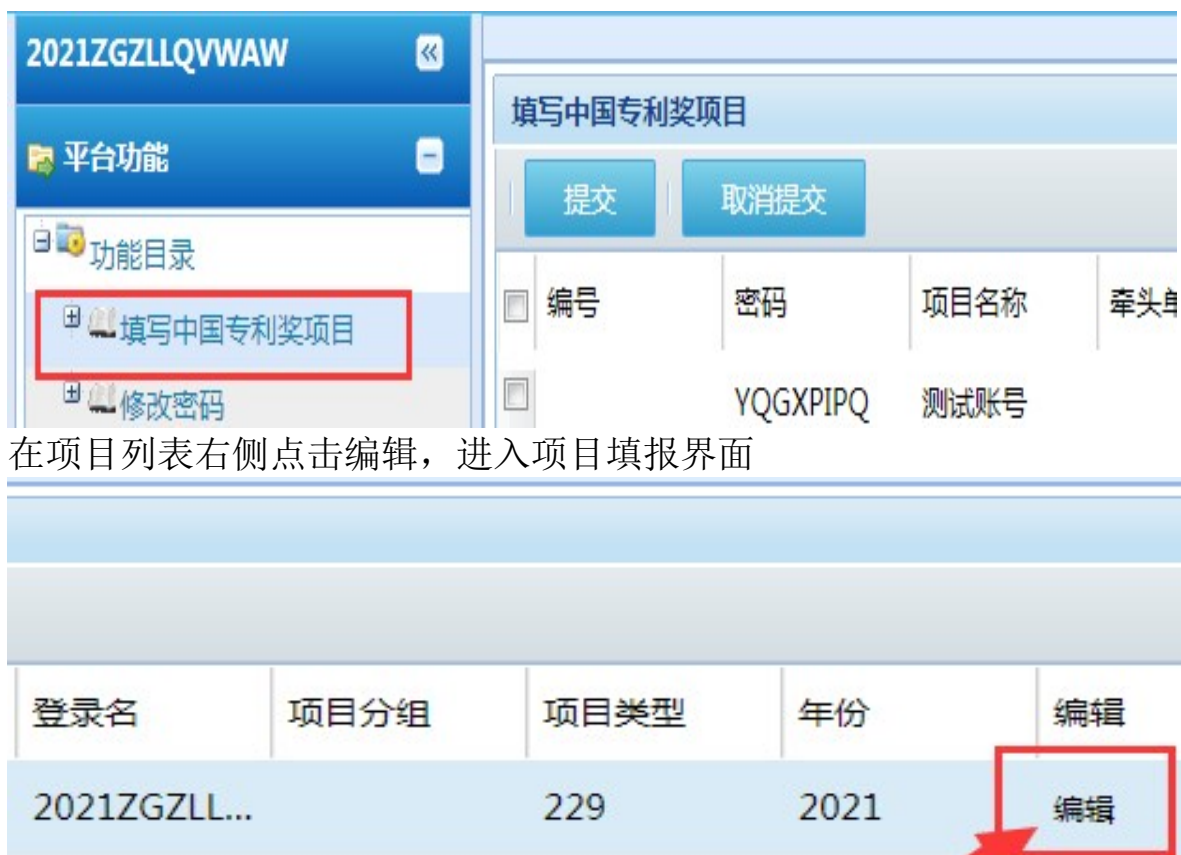 2021ZGZLLQVWAW
填写中国专利奖项目
平台功能
提交 取消提交
功能目录
编号 密码 项目名称 牵头单
填写中国专利奖项目
修改密码
YQGXPIPQ 测试账号
在项目列表右侧点击编辑，进入项目填报界面
登录名 项目分组 项目类型 年份 编辑
2021ZGZLL... 229 2021 编辑